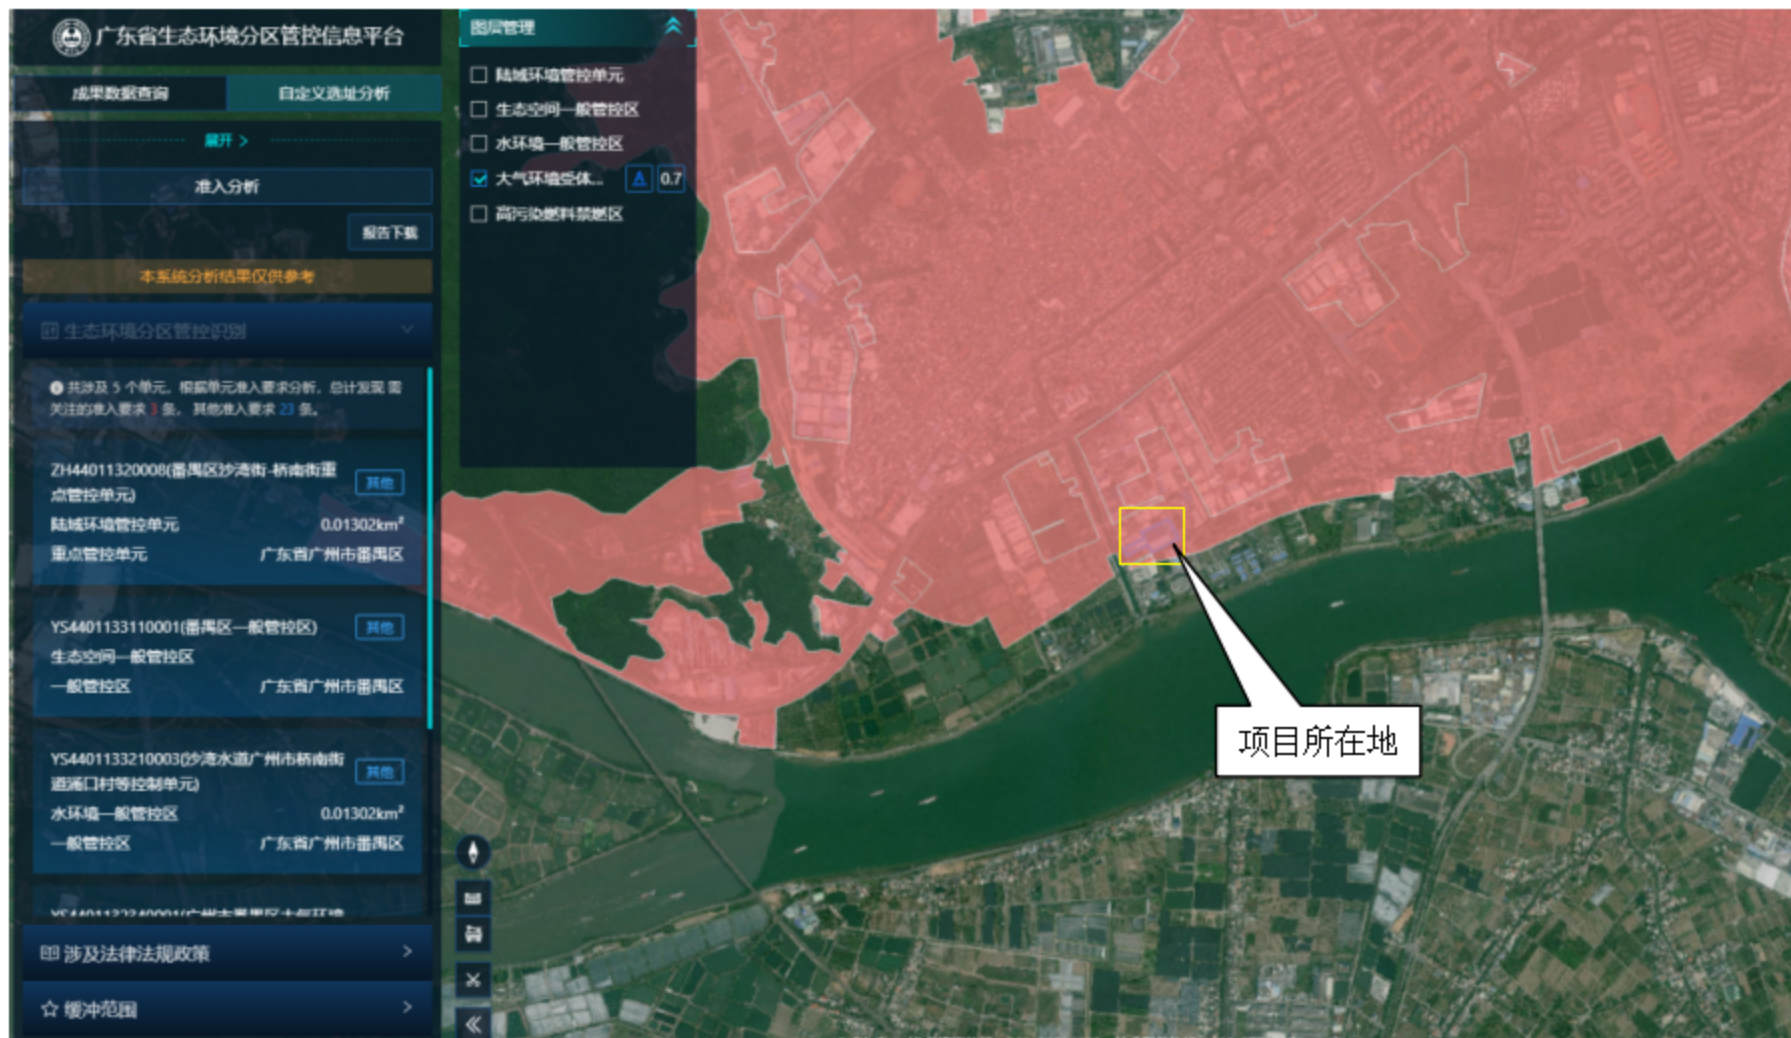 广东省生态环境分区管控信息平台
成果数据查询
自定义选址分析
展开 >
准入分析
报告下载
本系统分析结果仅供参考
生态环境分区管控识别
共涉及 5 个单元，根据单元准入要求分析，总计发现 需
关注的准入要求 3 条，其他准入要求 23 条。
ZH44011320008(番禺区沙湾街-桥南街重
点管控单元)
其他
陆域环境管控单元
0.01302km²
重点管控单元
广东省广州市番禺区
YS4401133110001(番禺区一般管控区)
其他
生态空间一般管控区
一般管控区
广东省广州市番禺区
YS4401133210003(沙湾水道广州市桥南街
道涌口村等控制单元)
其他
水环境一般管控区
0.01302km²
一般管控区
广东省广州市番禺区
YS4401132340001(广州市番禺区大气环境
涉及法律法规政策
缓冲范围
图层管理
陆域环境管控单元
生态空间一般管控区
水环境一般管控区
大气环境受体...
A
0.7
高污染燃料禁燃区
项目所在地